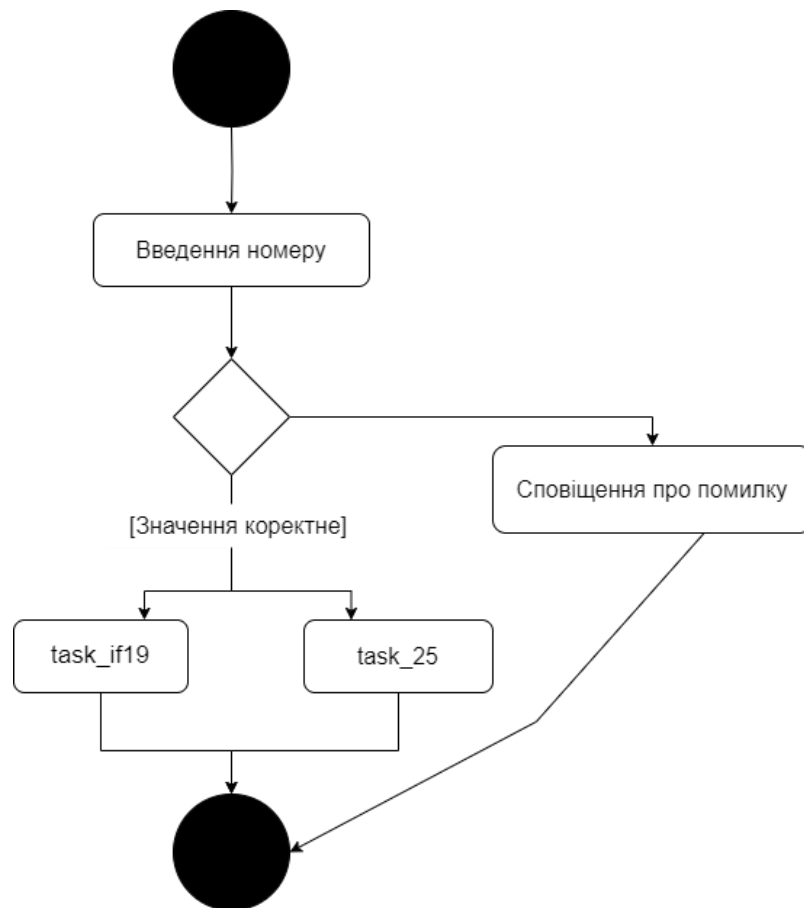 Введення номеру
Сповіщення про помилку
[Значення коректне]
task_if19
task_25